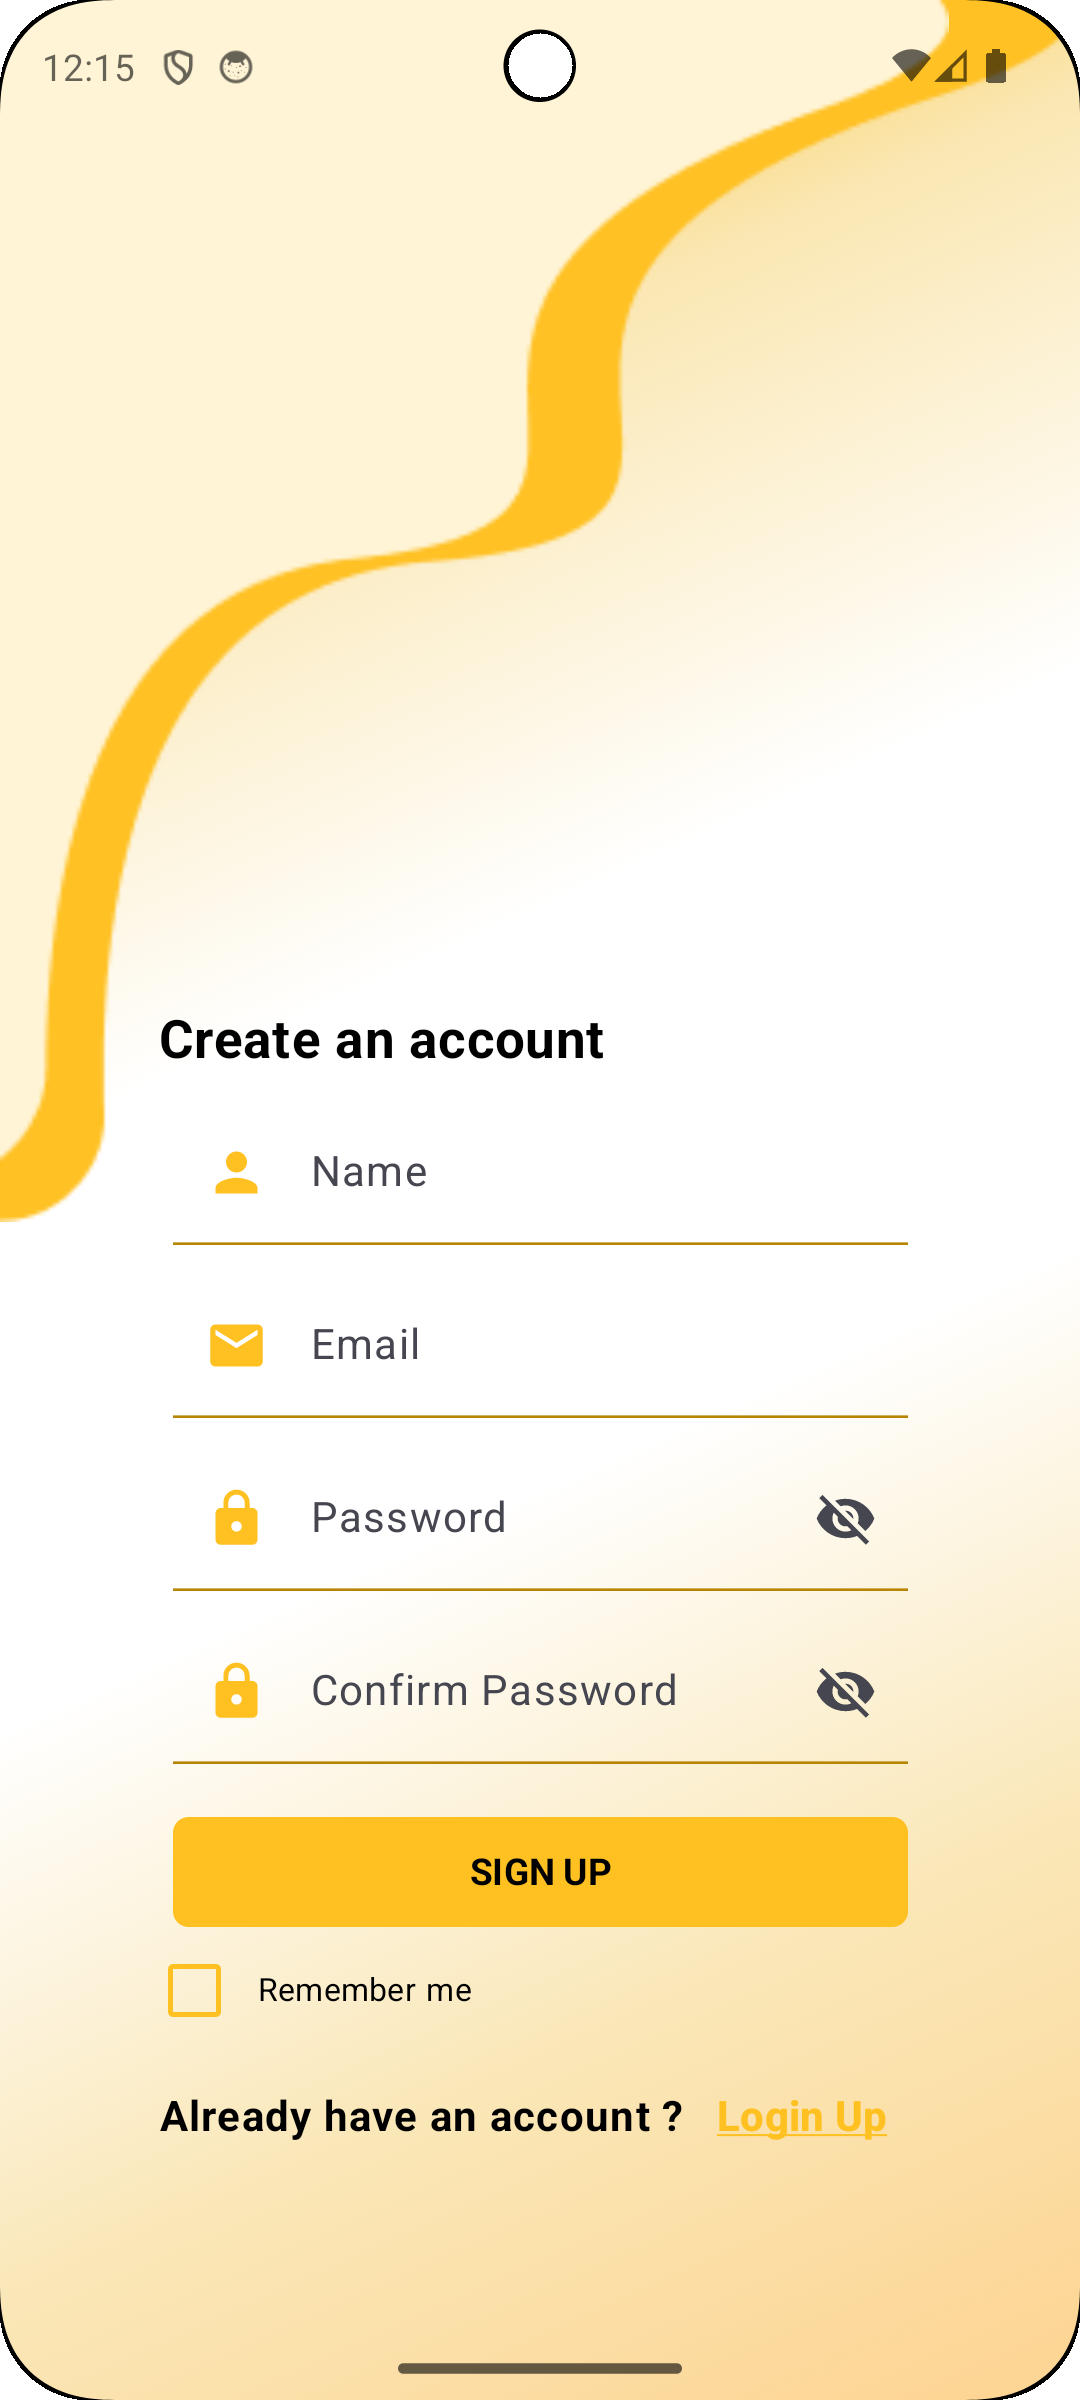 12:15
Create an account
Name
Email
Password
Confirm Password
SIGN UP
Remember me
Already have an account ? Login Up